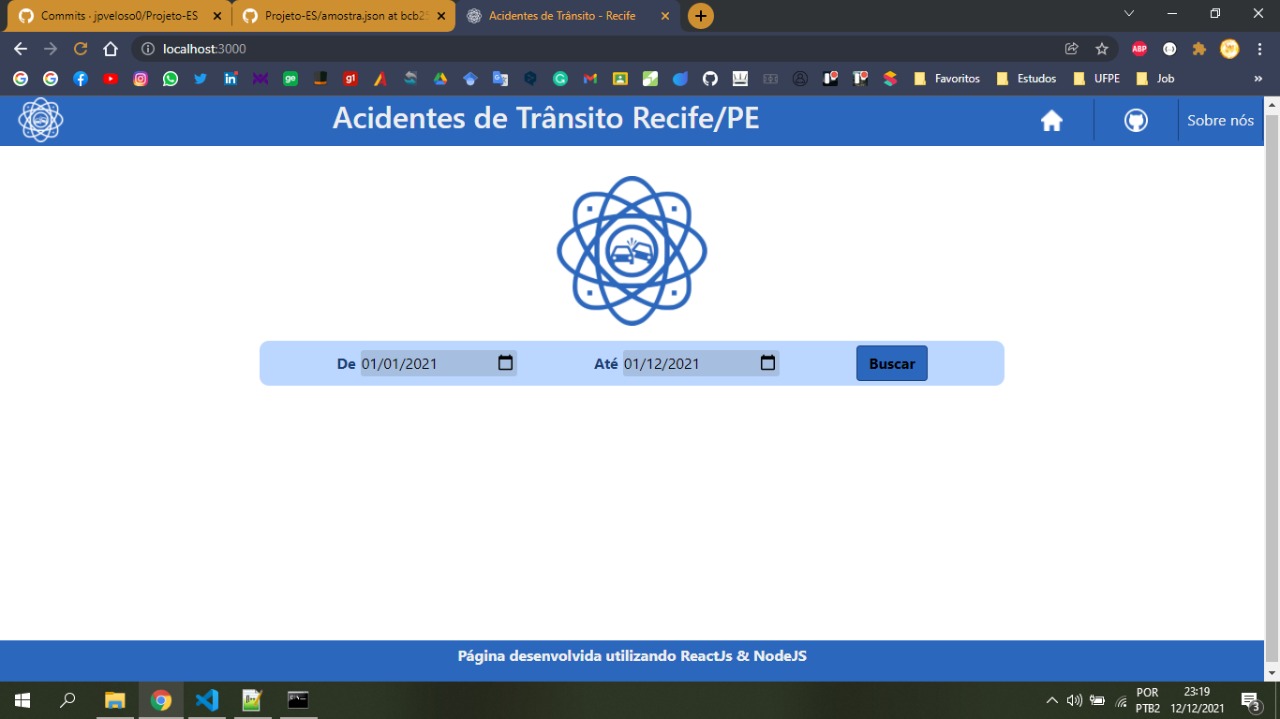 Commits · jpveloso0/Projeto-ES
Projeto-ES/amostra.json at bcb25
Acidentes de Trânsito - Recife
localhost:3000
ABP
Favoritos
Estudos
UFPE
Job
»
Acidentes de Trânsito Recife/PE
Sobre nós
De 01/01/2021
Até 01/12/2021
Buscar
Página desenvolvida utilizando ReactJs & NodeJS
POR
PTB2
23:19
12/12/2021
3